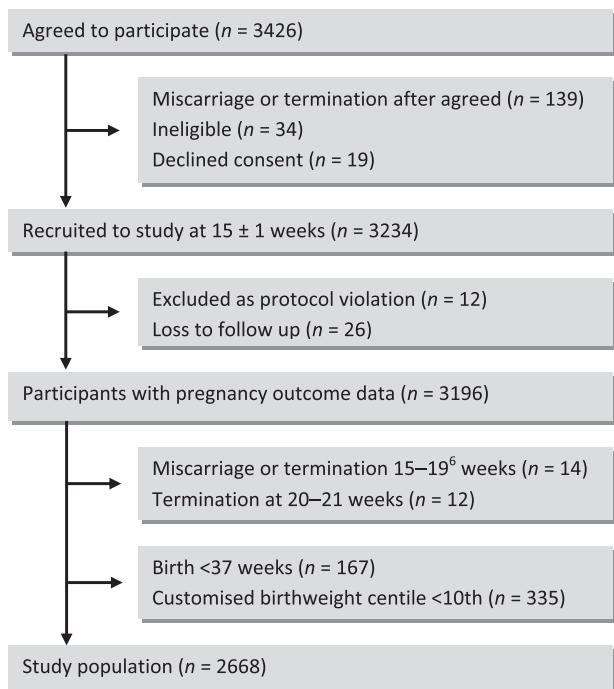 Agreed to participate (n = 3426)
Miscarriage or termination after agreed (n = 139)
Ineligible (n = 34)
Declined consent (n = 19)
Recruited to study at 15 ± 1 weeks (n = 3234)
Excluded as protocol violation (n = 12)
Loss to follow up (n = 26)
Participants with pregnancy outcome data (n = 3196)
Miscarriage or termination 15–19⁶ weeks (n = 14)
Termination at 20–21 weeks (n = 12)
Birth <37 weeks (n = 167)
Customised birthweight centile <10th (n = 335)
Study population (n = 2668)